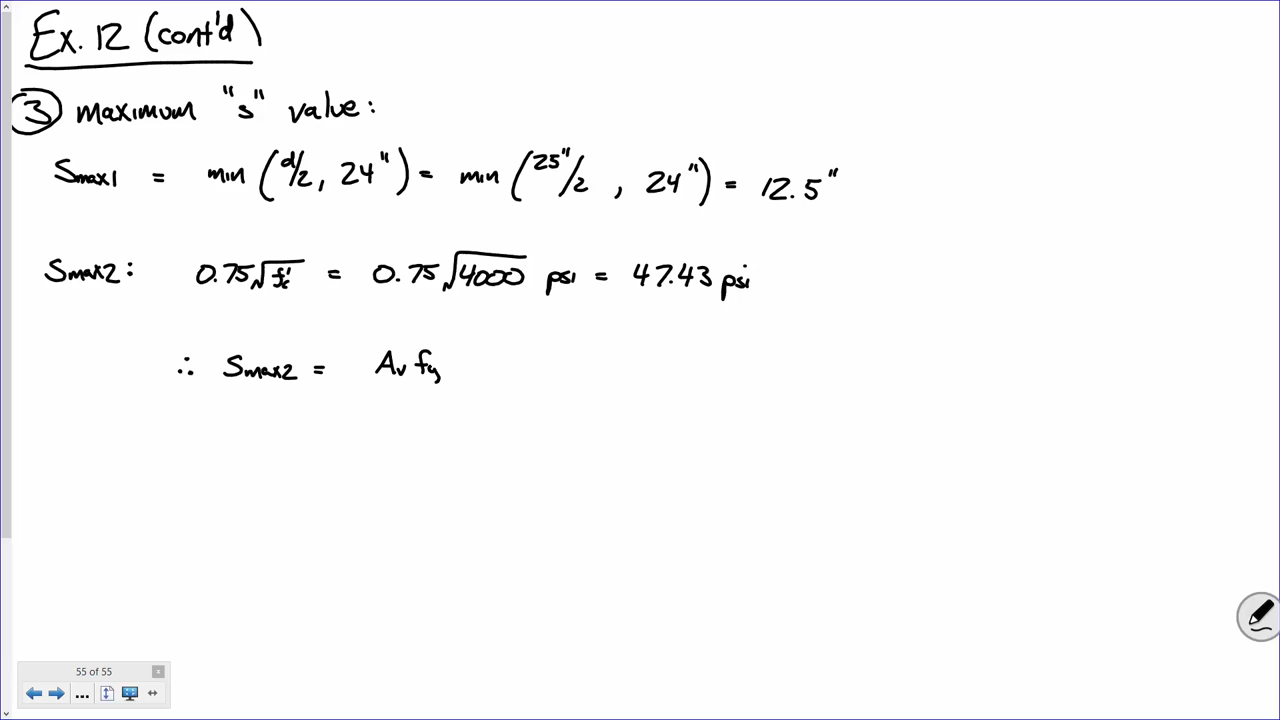 Ex. 12 (cont'd)
③ maximum "s" value:
Smax1 = min (d/2, 24") = min (25"/2, 24") = 12.5"
Smax2: 0.75√f'c = 0.75√4000 psi = 47.43 psi
∴ Smax2 = Av fy
55 of 55
...